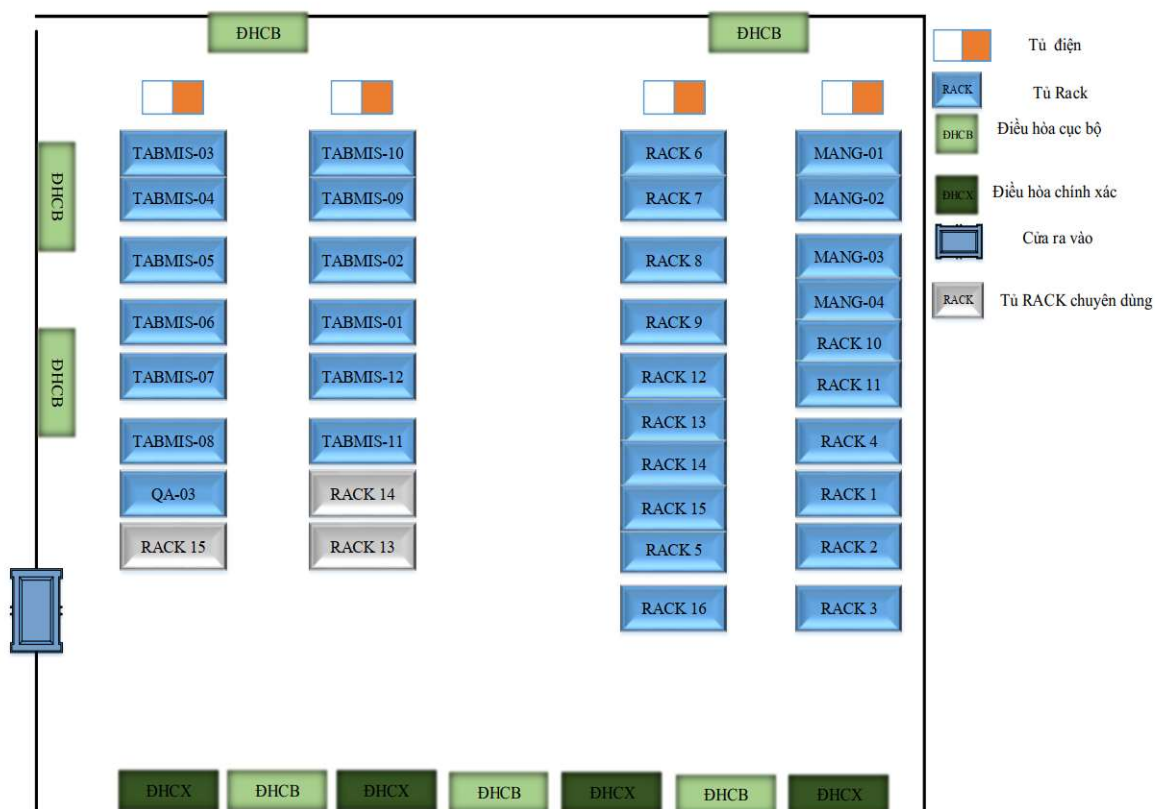 ĐHCB
ĐHCB
ĐHCB
ĐHCB
TABMIS-03
TABMIS-04
TABMIS-05
TABMIS-06
TABMIS-07
TABMIS-08
QA-03
RACK 15
TABMIS-10
TABMIS-09
TABMIS-02
TABMIS-01
TABMIS-12
TABMIS-11
RACK 14
RACK 13
RACK 6
RACK 7
RACK 8
RACK 9
RACK 12
RACK 13
RACK 14
RACK 15
RACK 5
RACK 16
MANG-01
MANG-02
MANG-03
MANG-04
RACK 10
RACK 11
RACK 4
RACK 1
RACK 2
RACK 3
ĐHCX
ĐHCB
ĐHCX
ĐHCB
ĐHCX
ĐHCB
ĐHCX
Tủ điện
RACK Tủ Rack
ĐHCB Điều hòa cục bộ
ĐHCX Điều hòa chính xác
Cửa ra vào
RACK Tủ RACK chuyên dùng